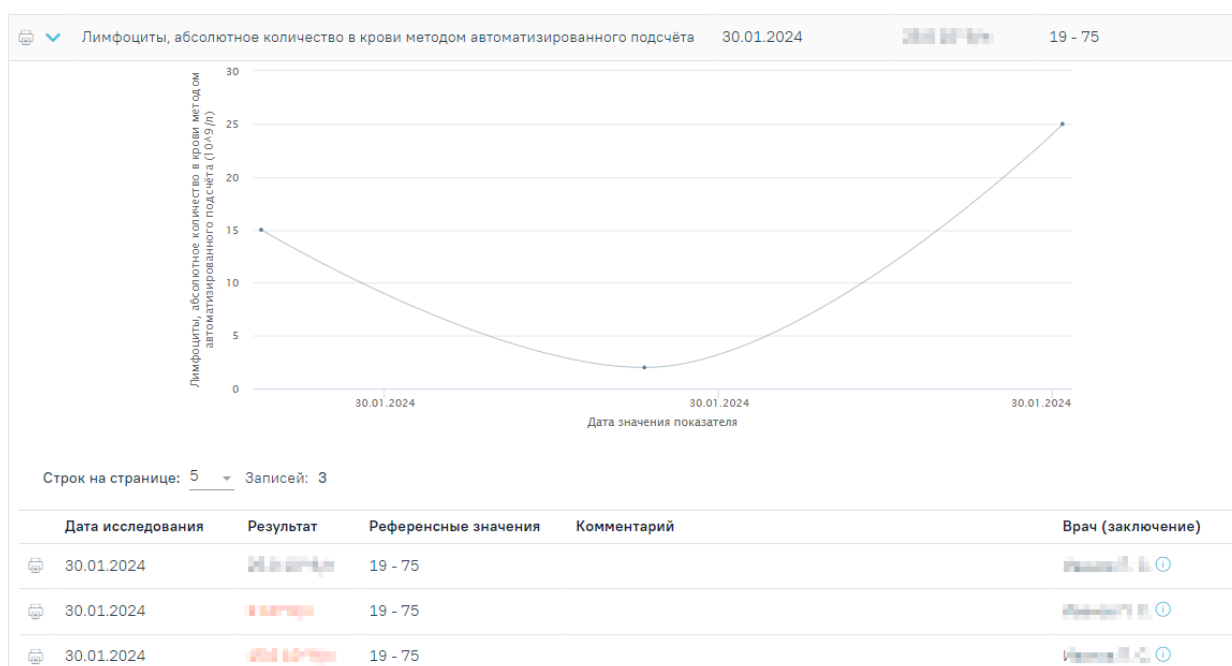 Лимфоциты, абсолютное количество в крови методом автоматизированного подсчёта 30.01.2024 19 - 75
Лимфоциты, абсолютное количество в крови методом
автоматизированного подсчёта (10^9/л)
30
25
20
15
10
5
0
30.01.2024 30.01.2024 30.01.2024
Дата значения показателя
Строк на странице: 5 Записей: 3
Дата исследования Результат Референсные значения Комментарий Врач (заключение)
30.01.2024 19 - 75
30.01.2024 19 - 75
30.01.2024 19 - 75